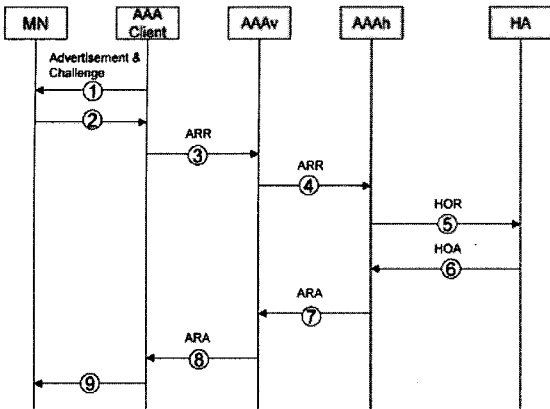 MN
AAA
Client
AAAv
AAAh
HA
Advertisement &
Challenge
1
2
ARR
3
ARR
4
HOR
5
HOA
6
ARA
7
ARA
8
9